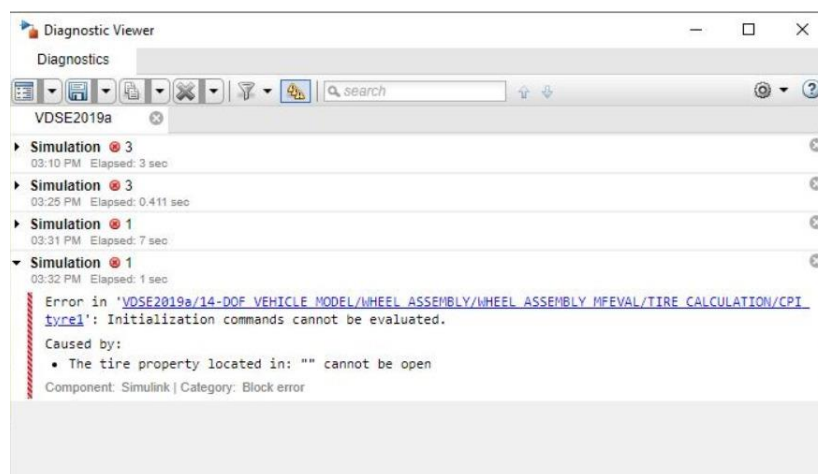 Diagnostic Viewer
Diagnostics
search
VDSE2019a
Simulation 3
03:10 PM Elapsed: 3 sec
Simulation 3
03:25 PM Elapsed: 0.411 sec
Simulation 1
03:31 PM Elapsed: 7 sec
Simulation 1
03:32 PM Elapsed: 1 sec
Error in 'VDSE2019a/14-DOF VEHICLE MODEL/WHEEL ASSEMBLY/WHEEL ASSEMBLY MFEVAL/TIRE CALCULATION/CPI
tyre1': Initialization commands cannot be evaluated.
Caused by:
• The tire property located in: "" cannot be open
Component: Simulink | Category: Block error